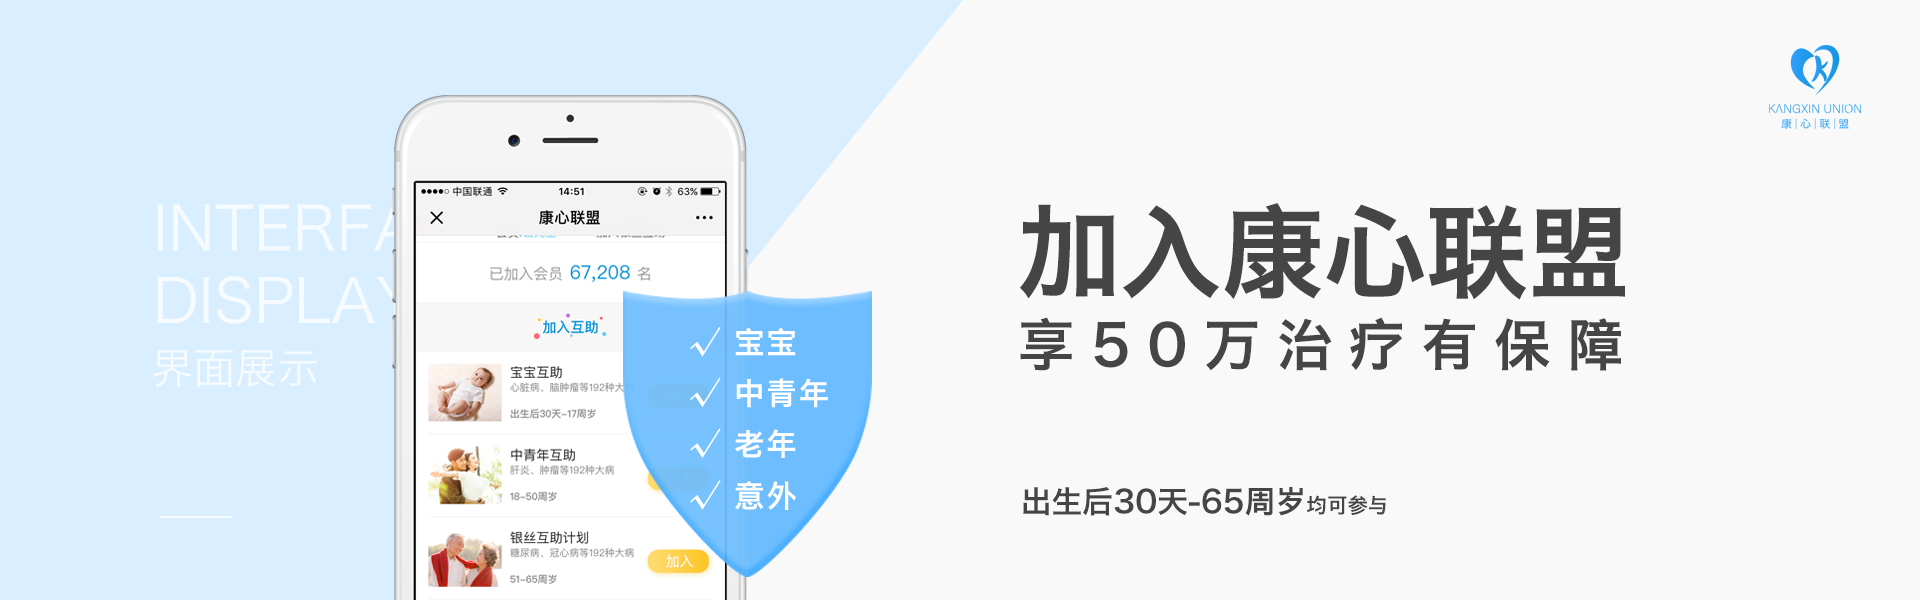 INTERFA
DISPLAY
界面展示
中国联通
14:51
63%
康心联盟
已加入会员 67,208 名
加入互助
宝宝互助
心脏病、脑肿瘤等192种大病
出生后30天-17周岁
中青年互助
肝炎、肿瘤等192种大病
18-50周岁
银丝互助计划
糖尿病、冠心病等192种大病
51-65周岁
加入
宝宝
中青年
老年
意外
KANGXIN UNION
康|心|联|盟
加入康心联盟
享50万治疗有保障
出生后30天-65周岁均可参与